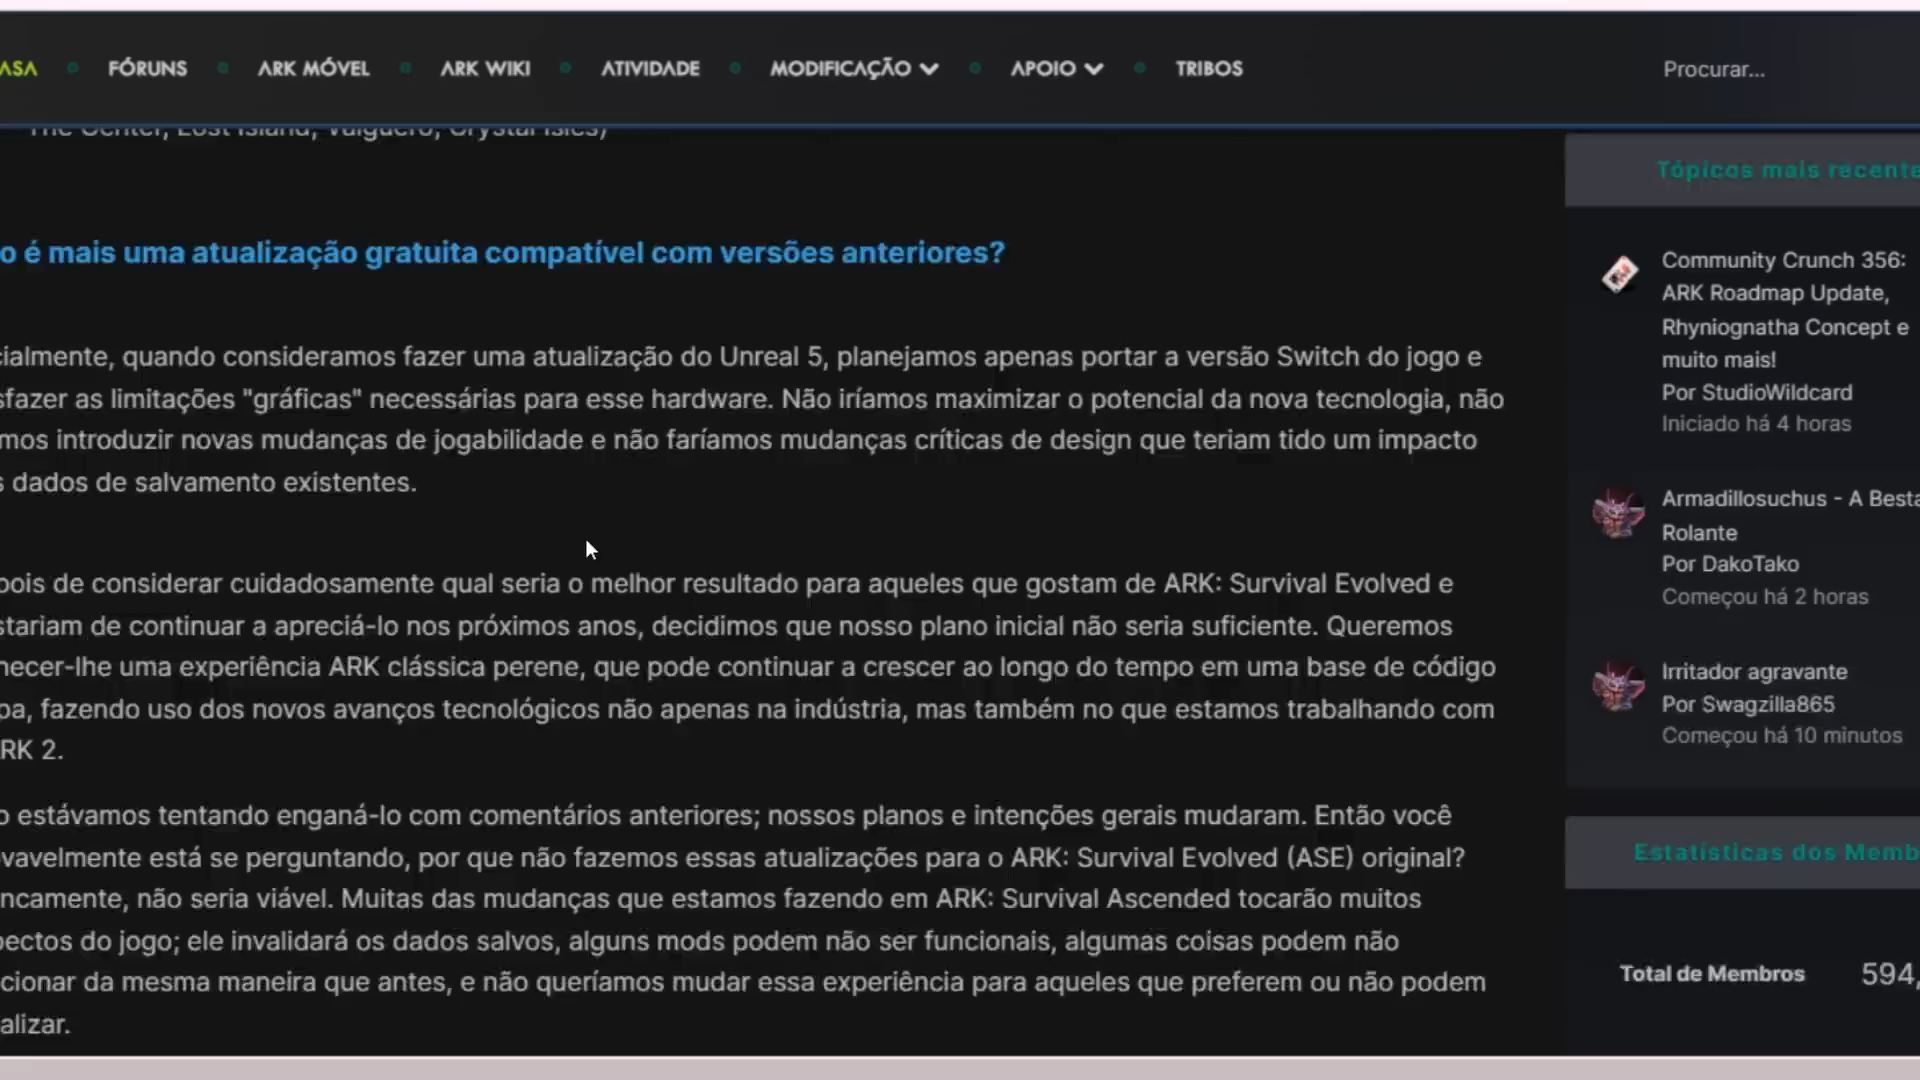 ASA FÓRUNS ARK MÓVEL ARK WIKI ATIVIDADE MODIFICAÇÃO APOIO TRIBOS Procurar...
The Center, Lost Island, Valguero, Crystal Isles)
o é mais uma atualização gratuita compatível com versões anteriores?
cialmente, quando consideramos fazer uma atualização do Unreal 5, planejamos apenas portar a versão Switch do jogo e
sfazer as limitações "gráficas" necessárias para esse hardware. Não iríamos maximizar o potencial da nova tecnologia, não
mos introduzir novas mudanças de jogabilidade e não faríamos mudanças críticas de design que teriam tido um impacto
s dados de salvamento existentes.
pois de considerar cuidadosamente qual seria o melhor resultado para aqueles que gostam de ARK: Survival Evolved e
stariam de continuar a apreciá-lo nos próximos anos, decidimos que nosso plano inicial não seria suficiente. Queremos
necer-lhe uma experiência ARK clássica perene, que pode continuar a crescer ao longo do tempo em uma base de código
pa, fazendo uso dos novos avanços tecnológicos não apenas na indústria, mas também no que estamos trabalhando com
RK 2.
o estávamos tentando enganá-lo com comentários anteriores; nossos planos e intenções gerais mudaram. Então você
ovavelmente está se perguntando, por que não fazemos essas atualizações para o ARK: Survival Evolved (ASE) original?
ncamente, não seria viável. Muitas das mudanças que estamos fazendo em ARK: Survival Ascended tocarão muitos
pectos do jogo; ele invalidará os dados salvos, alguns mods podem não ser funcionais, algumas coisas podem não
cionar da mesma maneira que antes, e não queríamos mudar essa experiência para aqueles que preferem ou não podem
alizar.
Tópicos mais recente
Community Crunch 356:
ARK Roadmap Update,
Rhyniognatha Concept e
muito mais!
Por StudioWildcard
Iniciado há 4 horas
Armadillosuchus - A Besta
Rolante
Por DakoTako
Começou há 2 horas
Irritador agravante
Por Swagzilla865
Começou há 10 minutos
Estatísticas dos Memb
Total de Membros 594,